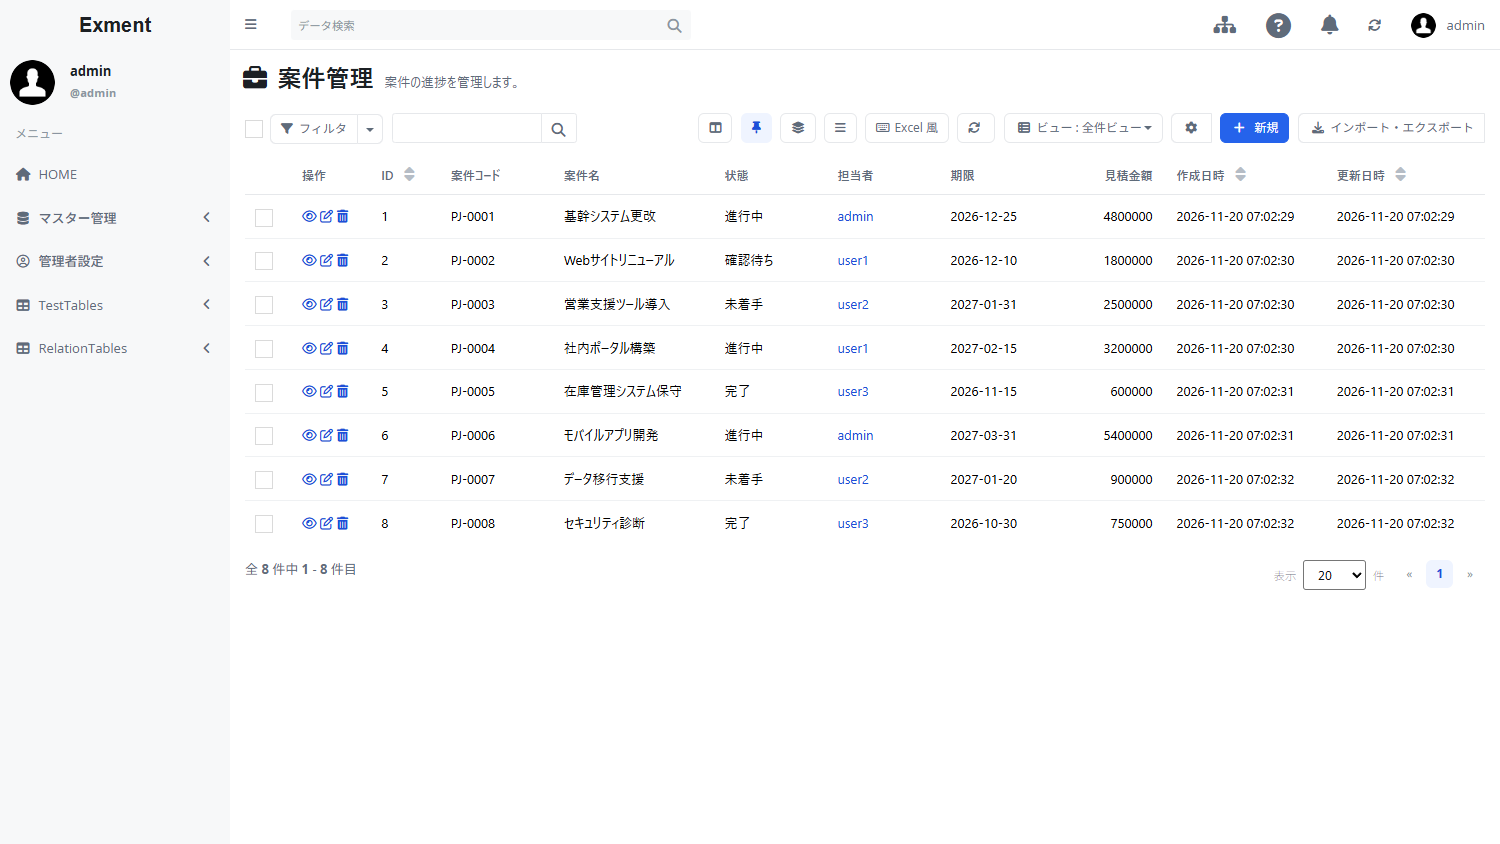 Exment
データ検索
admin
admin
@admin
メニュー
HOME
マスター管理
管理者設定
TestTables
RelationTables
案件管理 案件の進捗を管理します。
フィルタ
Excel 風
ビュー : 全件ビュー
新規
インポート・エクスポート
操作 ID 案件コード 案件名 状態 担当者 期限 見積金額 作成日時 更新日時
1 PJ-0001 基幹システム更改 進行中 admin 2026-12-25 4800000 2026-11-20 07:02:29 2026-11-20 07:02:29
2 PJ-0002 Webサイトリニューアル 確認待ち user1 2026-12-10 1800000 2026-11-20 07:02:30 2026-11-20 07:02:30
3 PJ-0003 営業支援ツール導入 未着手 user2 2027-01-31 2500000 2026-11-20 07:02:30 2026-11-20 07:02:30
4 PJ-0004 社内ポータル構築 進行中 user1 2027-02-15 3200000 2026-11-20 07:02:30 2026-11-20 07:02:30
5 PJ-0005 在庫管理システム保守 完了 user3 2026-11-15 600000 2026-11-20 07:02:31 2026-11-20 07:02:31
6 PJ-0006 モバイルアプリ開発 進行中 admin 2027-03-31 5400000 2026-11-20 07:02:31 2026-11-20 07:02:31
7 PJ-0007 データ移行支援 未着手 user2 2027-01-20 900000 2026-11-20 07:02:32 2026-11-20 07:02:32
8 PJ-0008 セキュリティ診断 完了 user3 2026-10-30 750000 2026-11-20 07:02:32 2026-11-20 07:02:32
全 8 件中 1 - 8 件目
表示 20 件 « 1 »